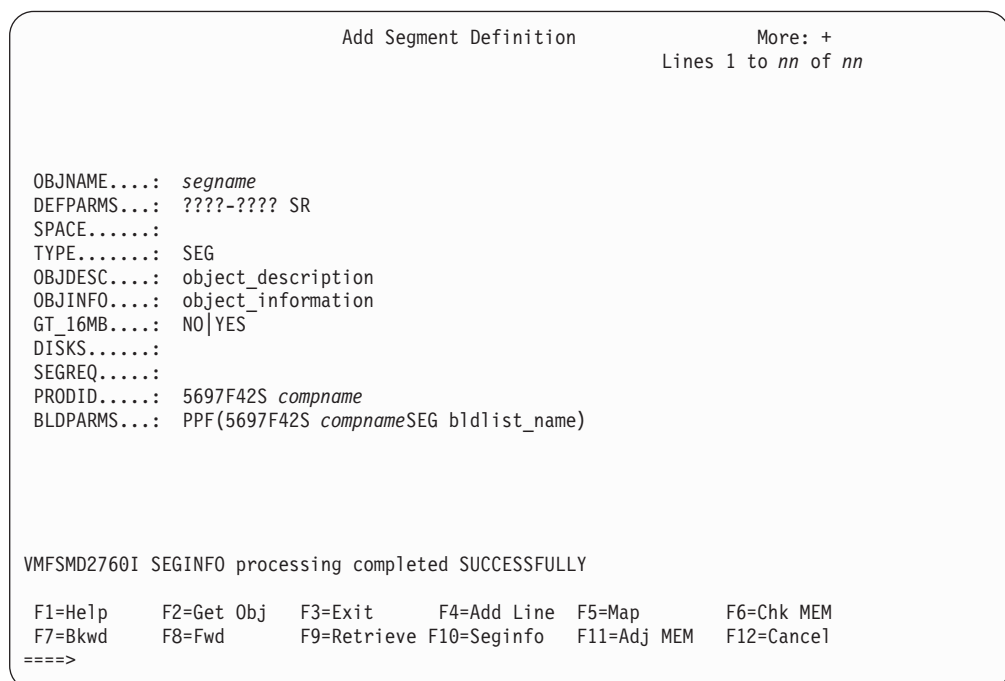 Add Segment Definition More: +
Lines 1 to nn of nn
OBJNAME....: segname
DEFPARMS...: ????-???? SR
SPACE......:
TYPE.......: SEG
OBJDESC....: object_description
OBJINFO....: object_information
GT_16MB....: NO|YES
DISKS......:
SEGREQ.....:
PRODID.....: 5697F42S compname
BLDPARMS...: PPF(5697F42S compnameSEG bldlist_name)
VMFSMD2760I SEGINFO processing completed SUCCESSFULLY
F1=Help F2=Get Obj F3=Exit F4=Add Line F5=Map F6=Chk MEM
F7=Bkwd F8=Fwd F9=Retrieve F10=Seginfo F11=Adj MEM F12=Cancel
====>